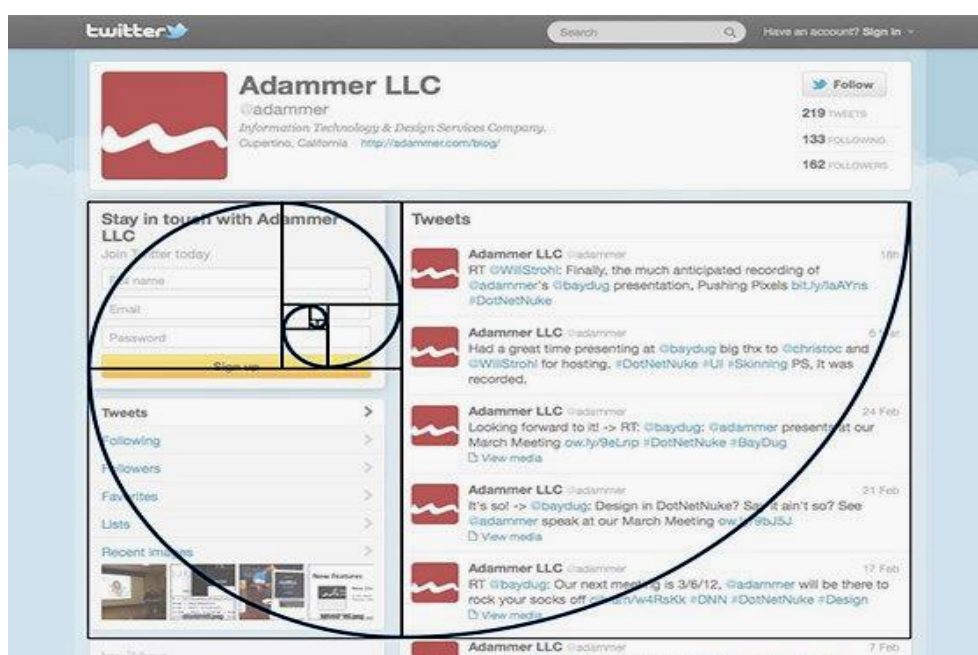 twitter
Search
Have an account? Sign in
Adammer LLC
@adammer
Information Technology & Design Services Company.
Cupertino, California http://adammer.com/blog/
Follow
219 TWEETS
133 FOLLOWING
162 FOLLOWERS
Stay in touch with Adammer
LLC
Join Twitter today
Full name
Email
Password
Sign up
Tweets
Following
Followers
Favorites
Lists
Recent images
New Features
Tweets
Adammer LLC @adammer 18h
RT @WillStrohl: Finally, the much anticipated recording of
@adammer's @baydug presentation, Pushing Pixels bit.ly/IaAYns
#DotNetNuke
Adammer LLC @adammer 6 Mar
Had a great time presenting at @baydug big thx to @christoc and
@WillStrohl for hosting. #DotNetNuke #UI #Skinning PS, It was
recorded.
Adammer LLC @adammer 24 Feb
Looking forward to it! -> RT: @baydug: @adammer presents at our
March Meeting ow.ly/9eLnp #DotNetNuke #BayDug
View media
Adammer LLC @adammer 21 Feb
It's so! -> @baydug: Design in DotNetNuke? Say it ain't so? See
@adammer speak at our March Meeting
View media
Adammer LLC @adammer 17 Feb
RT @baydug: Our next meeting is 3/6/12, @adammer will be there to
rock your socks off #DNN #DotNetNuke #Design
View media
Adammer LLC @adammer 7 Feb